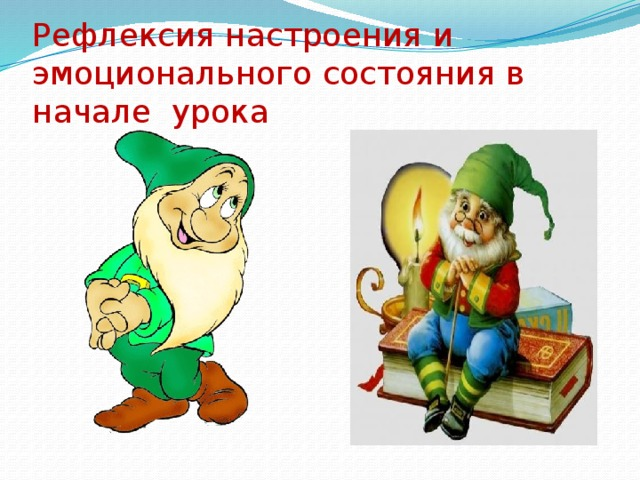 Рефлексия настроения и
эмоционального состояния в
начале урока